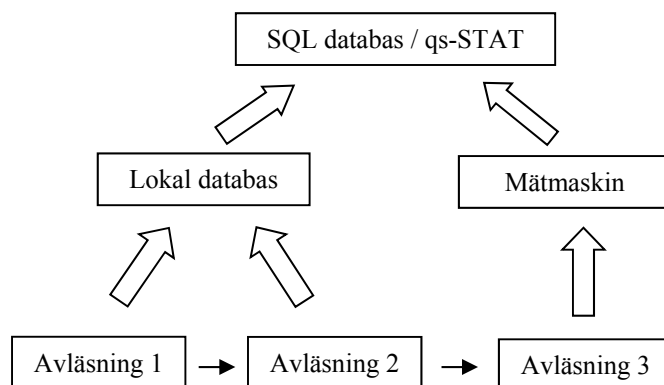 SQL databas / qs-STAT
Lokal databas
Mätmaskin
Avläsning 1
Avläsning 2
Avläsning 3